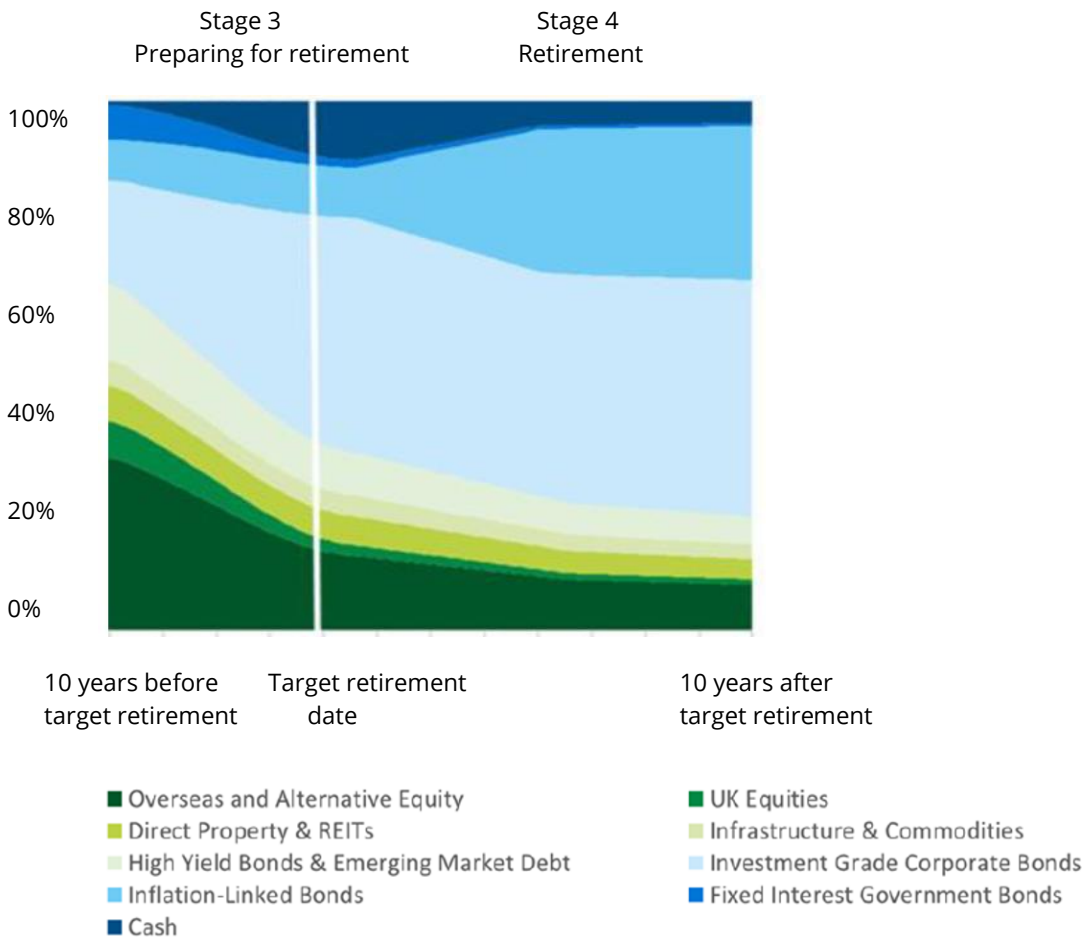 Stage 3
Preparing for retirement
Stage 4
Retirement
100%
80%
60%
40%
20%
0%
10 years before
target retirement
Target retirement
date
10 years after
target retirement
Overseas and Alternative Equity
UK Equities
Direct Property & REITs
Infrastructure & Commodities
High Yield Bonds & Emerging Market Debt
Investment Grade Corporate Bonds
Inflation-Linked Bonds
Fixed Interest Government Bonds
Cash